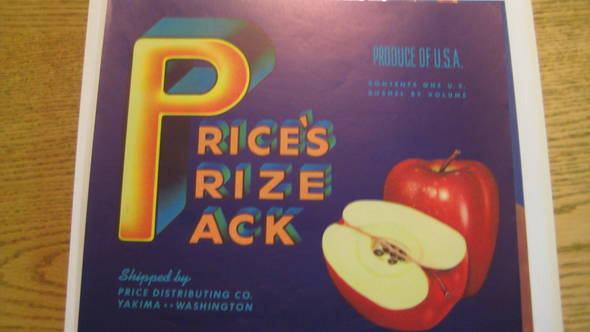 PRICE'S
PRIZE
PACK
PRODUCE OF U.S.A.
CONTENTS ONE U.S.
BUSHEL BY VOLUME
Shipped by
PRICE DISTRIBUTING CO.
YAKIMA •• WASHINGTON